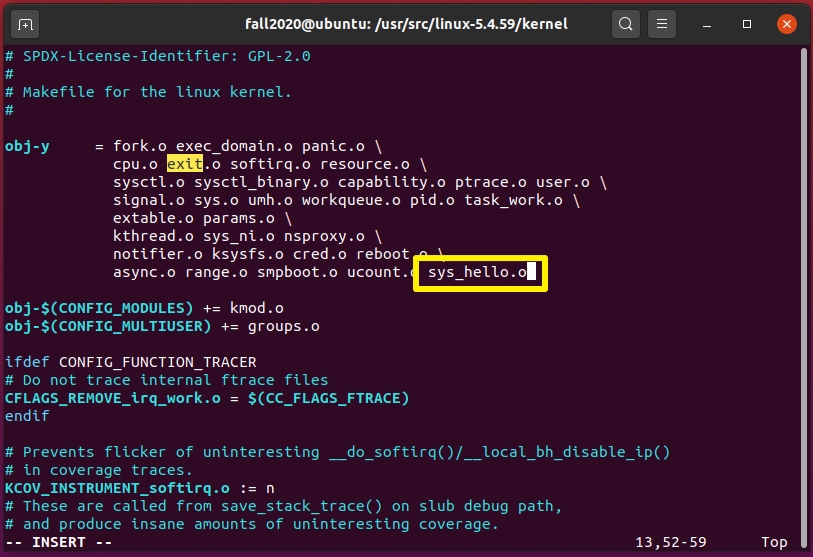 fall2020@ubuntu: /usr/src/linux-5.4.59/kernel
# SPDX-License-Identifier: GPL-2.0
#
# Makefile for the linux kernel.
#
obj-y     = fork.o exec_domain.o panic.o \
cpu.o exit.o softirq.o resource.o \
sysctl.o sysctl_binary.o capability.o ptrace.o user.o \
signal.o sys.o umh.o workqueue.o pid.o task_work.o \
extable.o params.o \
kthread.o sys_ni.o nsproxy.o \
notifier.o ksysfs.o cred.o reboot.o \
async.o range.o smpboot.o ucount.o sys_hello.o
obj-$(CONFIG_MODULES) += kmod.o
obj-$(CONFIG_MULTIUSER) += groups.o
ifdef CONFIG_FUNCTION_TRACER
# Do not trace internal ftrace files
CFLAGS_REMOVE_irq_work.o = $(CC_FLAGS_FTRACE)
endif
# Prevents flicker of uninteresting __do_softirq()/__local_bh_disable_ip()
# in coverage traces.
KCOV_INSTRUMENT_softirq.o := n
# These are called from save_stack_trace() on slub debug path,
# and produce insane amounts of uninteresting coverage.
-- INSERT -- 13,52-59 Top